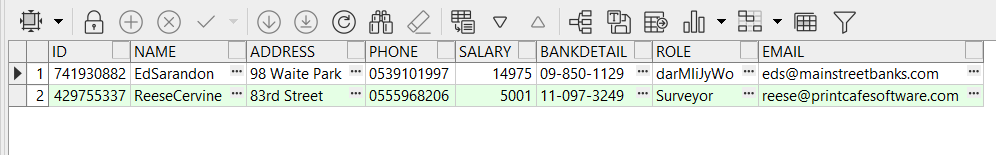 ID NAME ADDRESS PHONE SALARY BANKDETAIL ROLE EMAIL
1 741930882 EdSarandon ··· 98 Waite Park ··· 0539101997 14975 09-850-1129 ··· darMIiJyWo ··· eds@mainstreetbanks.com ···
2 429755337 ReeseCervine ··· 83rd Street ··· 0555968206 5001 11-097-3249 ··· Surveyor ··· reese@printcafesoftware.com ···